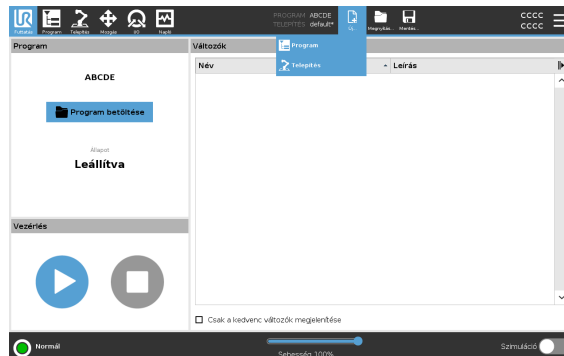 UR
Futtatás Program Telepítés Mozgás I/O Napló
PROGRAM ABCDE
TELEPÍTÉS default*
Új... Megnyitás... Mentés...
CCCC
CCCC
Program
Változók
Program
Telepítés
Név
Leírás
ABCDE
Program betöltése
Állapot
Leállítva
Vezérlés
Csak a kedvenc változók megjelenítése
Normál
Sebesség 100%
Szimuláció